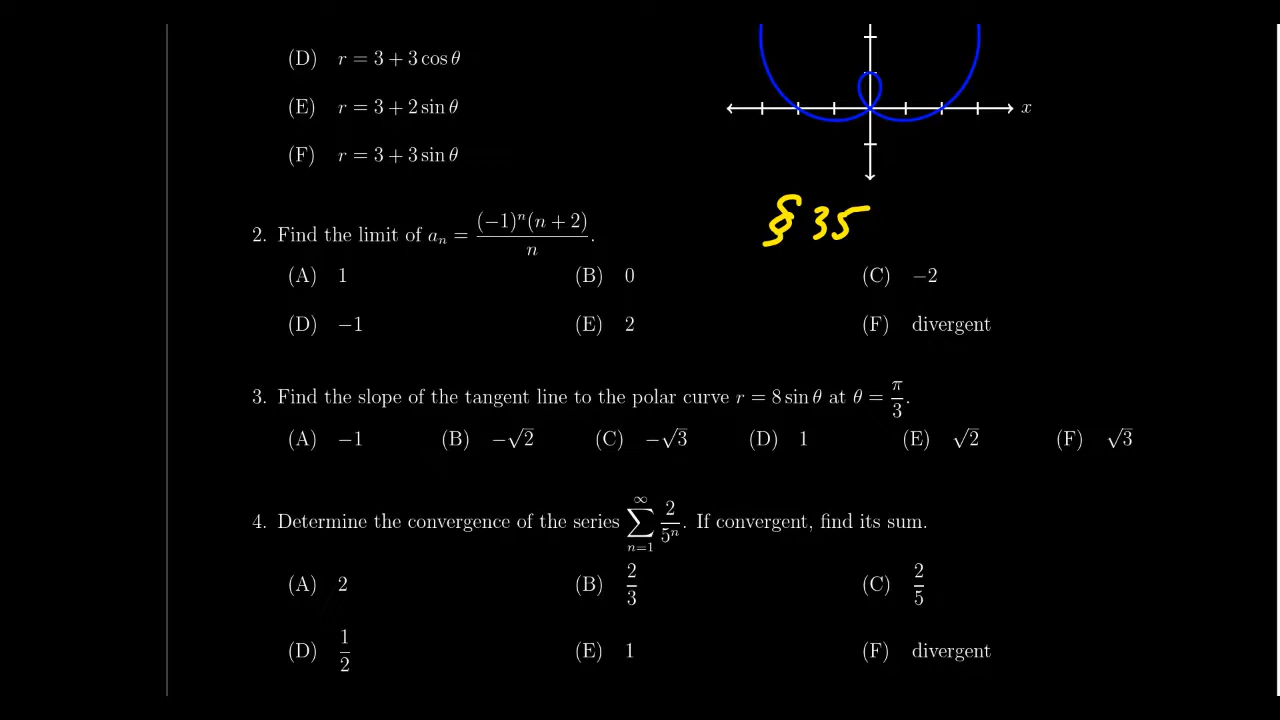 (D) r = 3 + 3 cos θ
(E) r = 3 + 2 sin θ
x
(F) r = 3 + 3 sin θ
§ 35
2. Find the limit of aₙ = (−1)ⁿ(n + 2)/n.
(A) 1 (B) 0 (C) −2
(D) −1 (E) 2 (F) divergent
3. Find the slope of the tangent line to the polar curve r = 8 sin θ at θ = π/3.
(A) −1 (B) −√2 (C) −√3 (D) 1 (E) √2 (F) √3
4. Determine the convergence of the series ∑_{n=1}^{∞} 2/5ⁿ. If convergent, find its sum.
(A) 2 (B) 2/3 (C) 2/5
(D) 1/2 (E) 1 (F) divergent